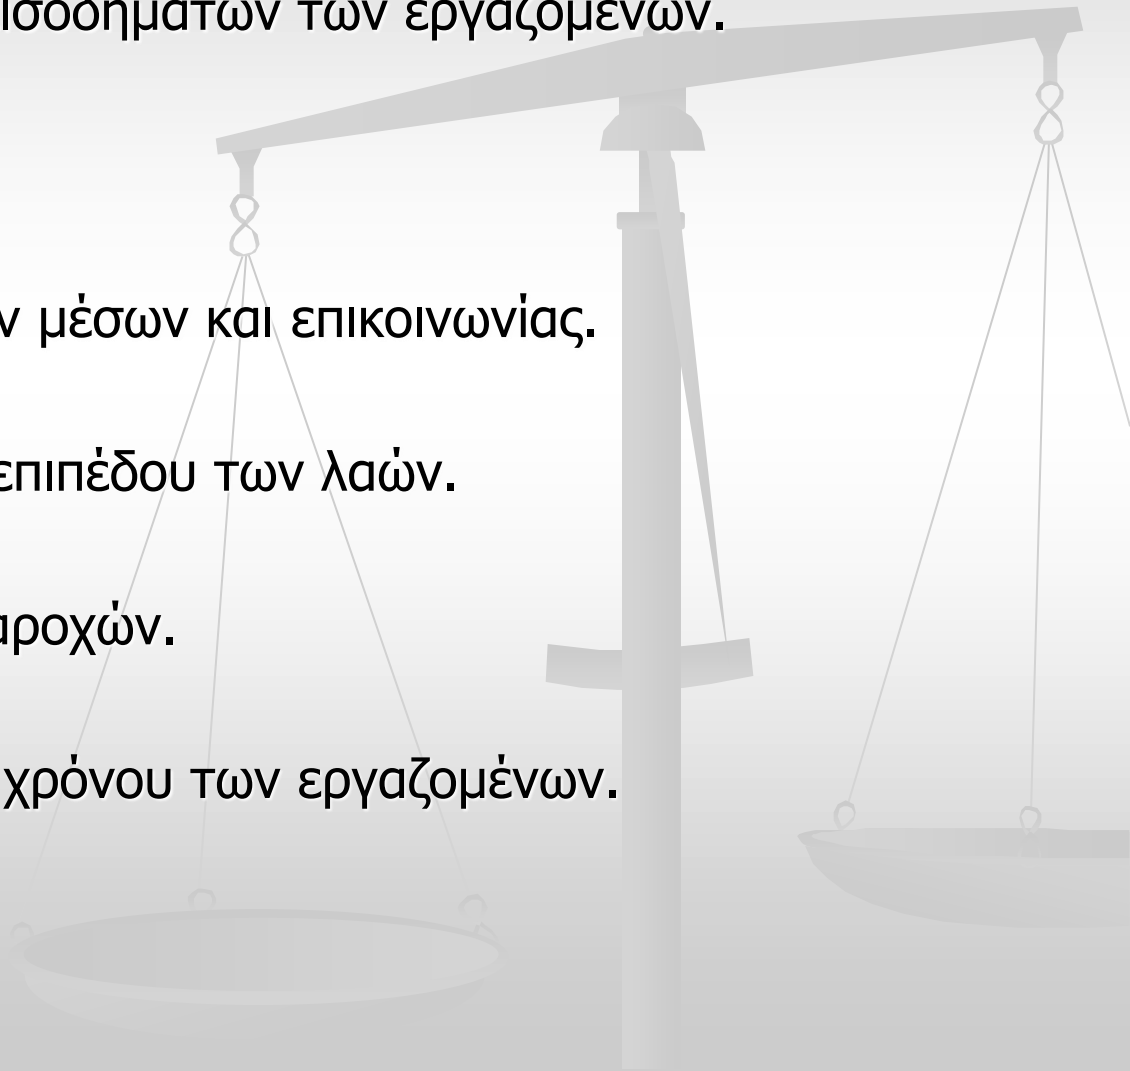 ισοδημάτων των εργαζομένων.
ν μέσων και επικοινωνίας.
επιπέδου των λαών.
αροχών.
χρόνου των εργαζομένων.